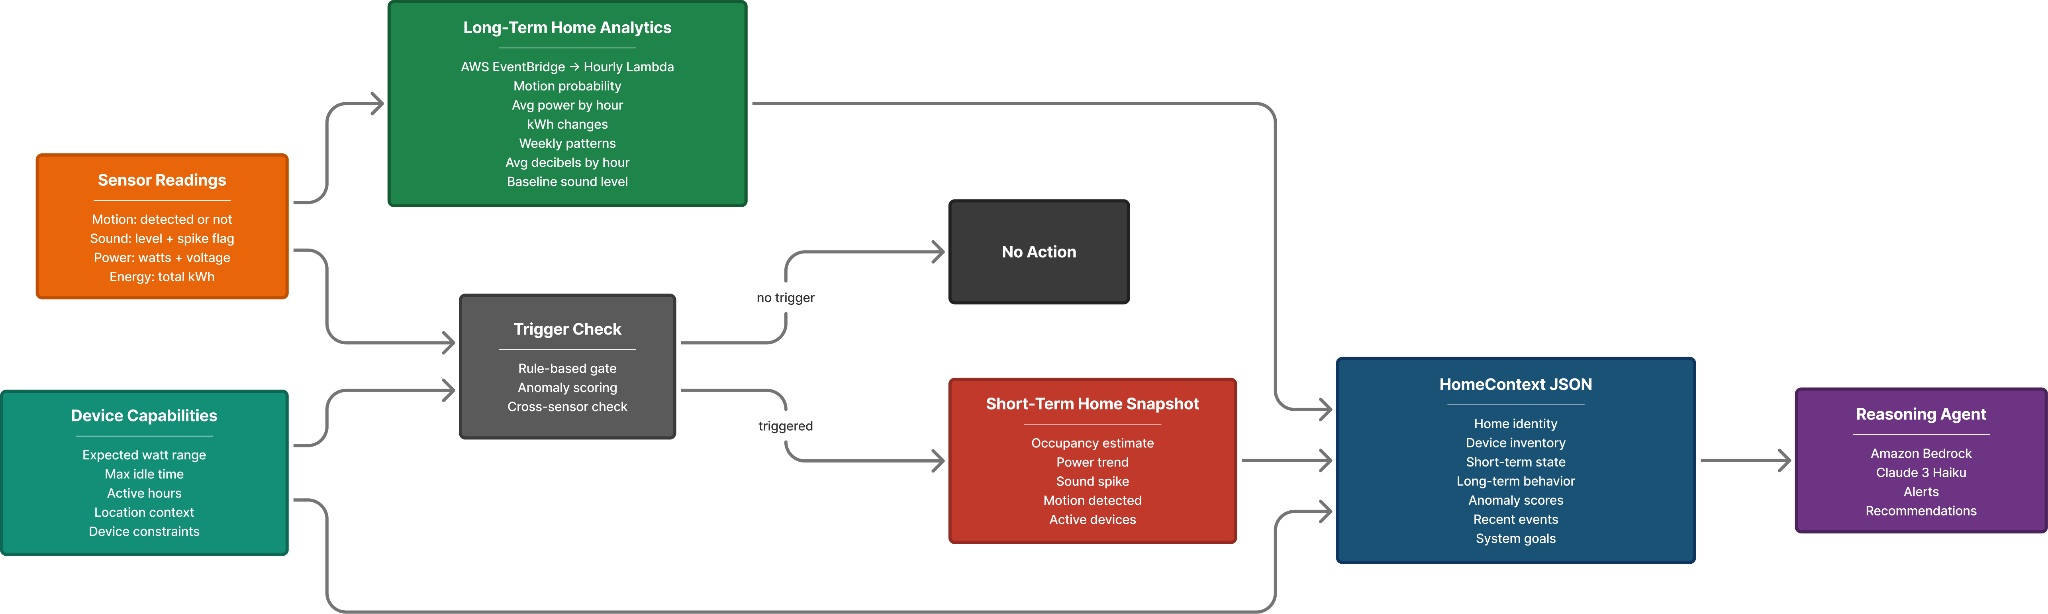 Long-Term Home Analytics
AWS EventBridge → Hourly Lambda
Motion probability
Avg power by hour
kWh changes
Weekly patterns
Avg decibels by hour
Baseline sound level
Sensor Readings
Motion: detected or not
Sound: level + spike flag
Power: watts + voltage
Energy: total kWh
Device Capabilities
Expected watt range
Max idle time
Active hours
Location context
Device constraints
Trigger Check
Rule-based gate
Anomaly scoring
Cross-sensor check
no trigger
triggered
No Action
Short-Term Home Snapshot
Occupancy estimate
Power trend
Sound spike
Motion detected
Active devices
HomeContext JSON
Home identity
Device inventory
Short-term state
Long-term behavior
Anomaly scores
Recent events
System goals
Reasoning Agent
Amazon Bedrock
Claude 3 Haiku
Alerts
Recommendations